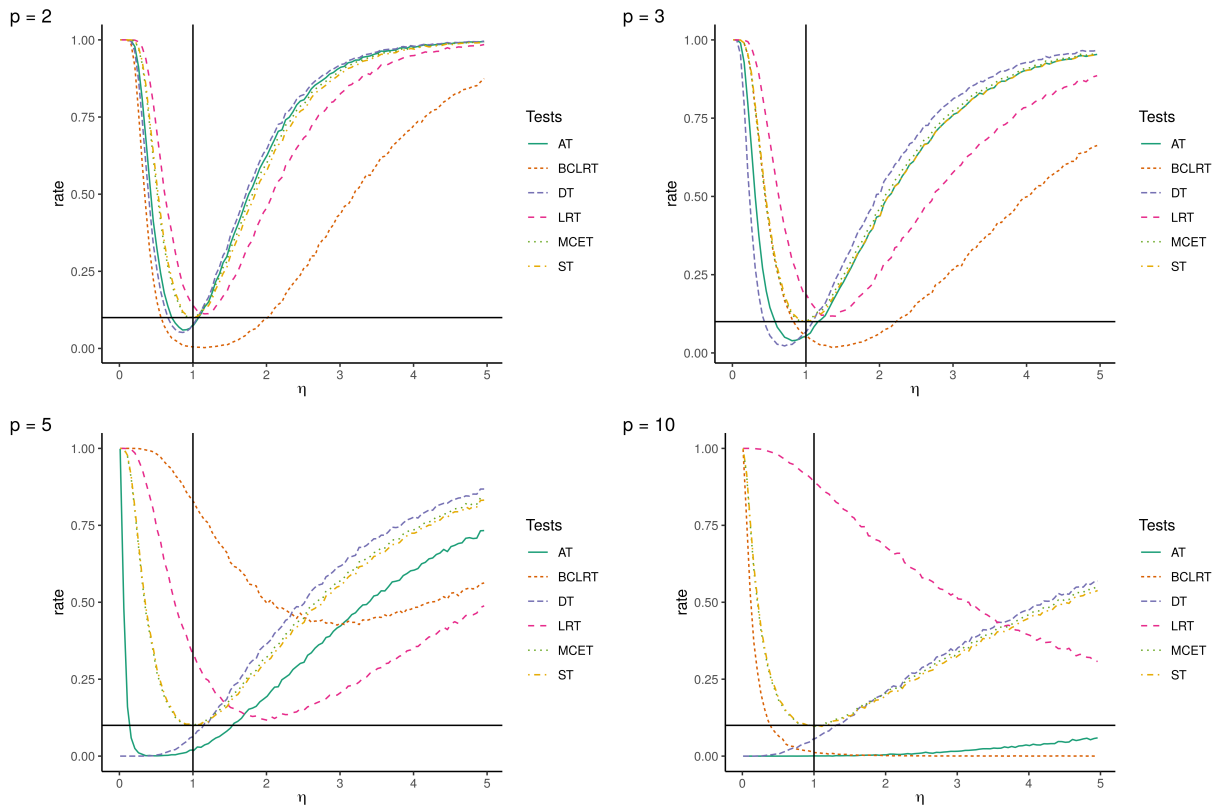 p = 2
1.00
0.75
0.50
0.25
0.00
rate
0
1
2
3
4
5
η
Tests
AT
BCLRT
DT
LRT
MCET
ST
p = 3
1.00
0.75
0.50
0.25
0.00
rate
0
1
2
3
4
5
η
Tests
AT
BCLRT
DT
LRT
MCET
ST
p = 5
1.00
0.75
0.50
0.25
0.00
rate
0
1
2
3
4
5
η
Tests
AT
BCLRT
DT
LRT
MCET
ST
p = 10
1.00
0.75
0.50
0.25
0.00
rate
0
1
2
3
4
5
η
Tests
AT
BCLRT
DT
LRT
MCET
ST